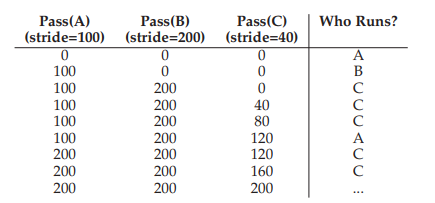 Pass(A) Pass(B) Pass(C) Who Runs?
(stride=100) (stride=200) (stride=40)
0 0 0 A
100 0 0 B
100 200 0 C
100 200 40 C
100 200 80 C
100 200 120 A
200 200 120 C
200 200 160 C
200 200 200 ...